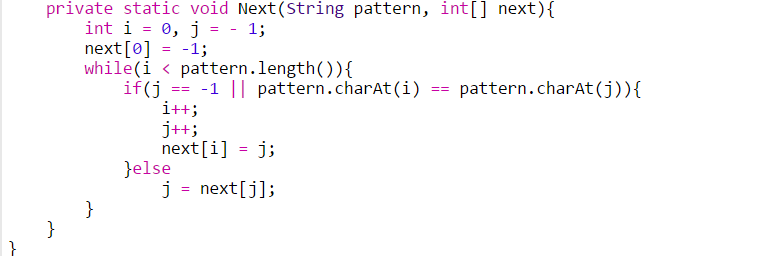 private static void Next(String pattern, int[] next){
int i = 0, j = - 1;
next[0] = -1;
while(i < pattern.length()){
if(j == -1 || pattern.charAt(i) == pattern.charAt(j)){
i++;
j++;
next[i] = j;
}else
j = next[j];
}
}
}